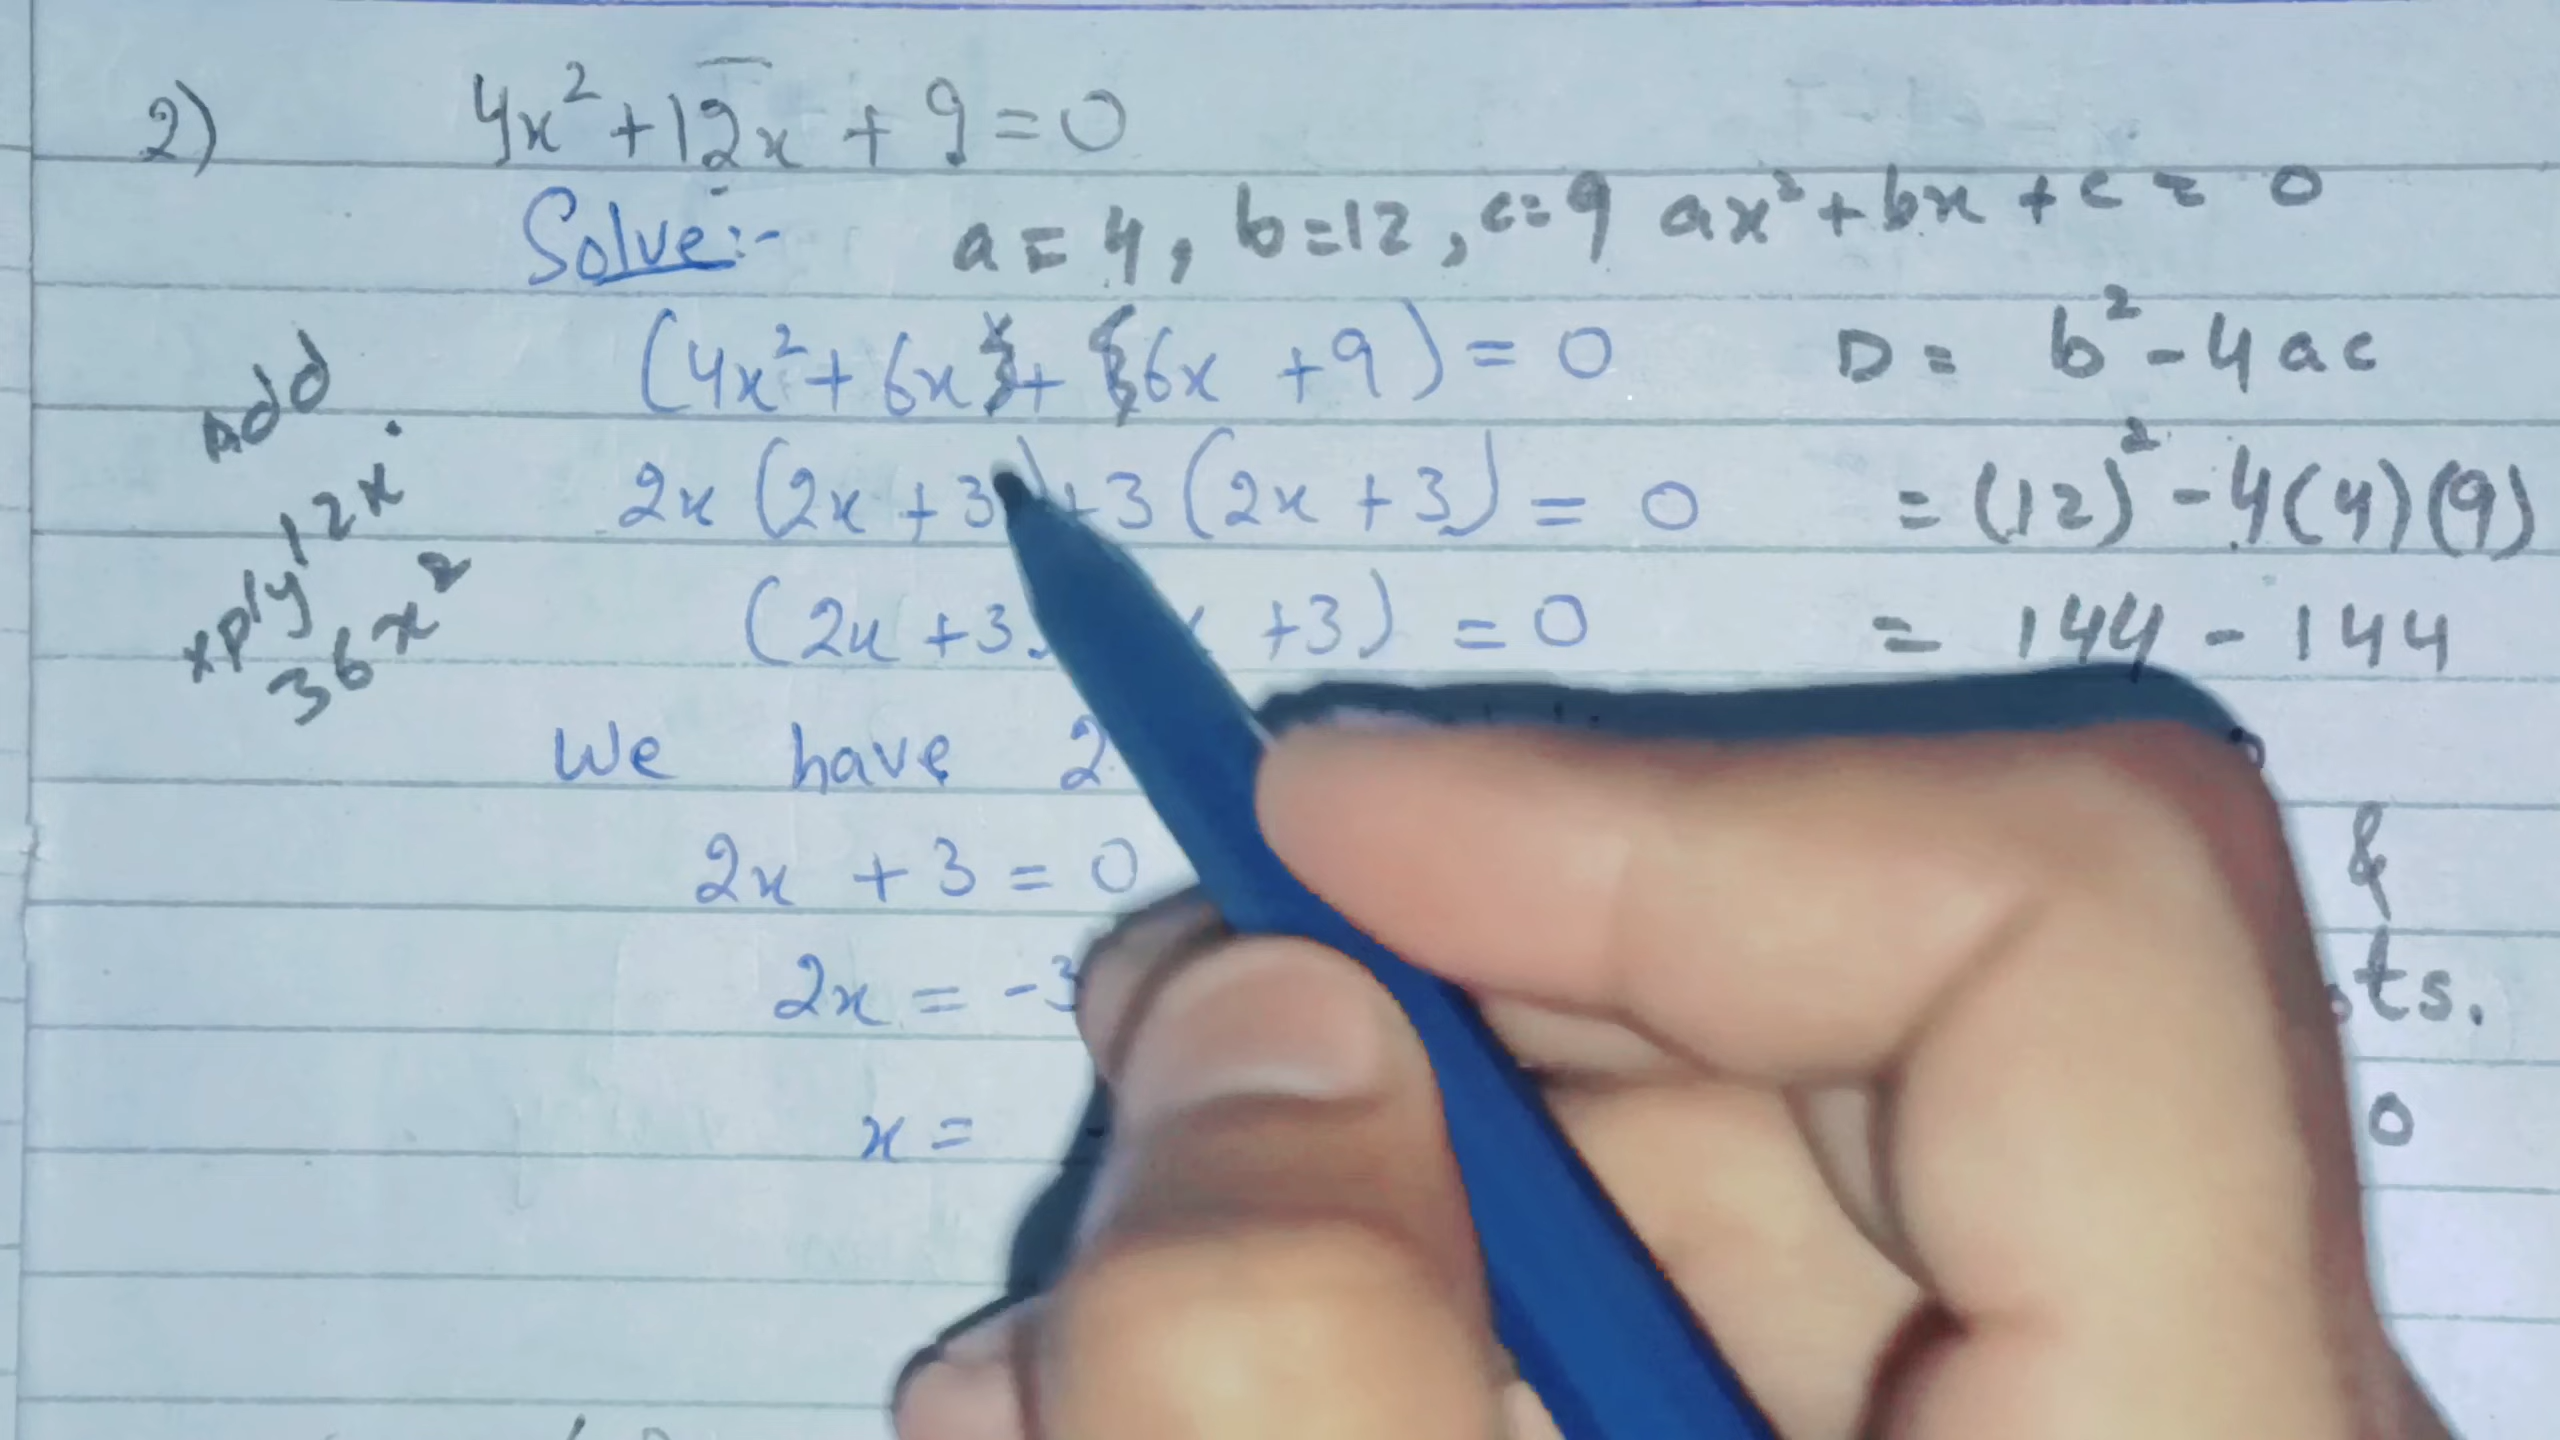 2) 4x² + 12x + 9 = 0
Solve:- a = 4, b = 12, c = 9 ax² + bx + c = 0
(4x² + 6x + 6x + 9) = 0 D = b² - 4ac
Add 12x.
2x (2x + 3) + 3 (2x + 3) = 0 = (12)² - 4(4)(9)
xply 36x²
(2x + 3) +3) = 0 = 144 - 144
We have 2
2x + 3 = 0 &
2x = -3
x = 0